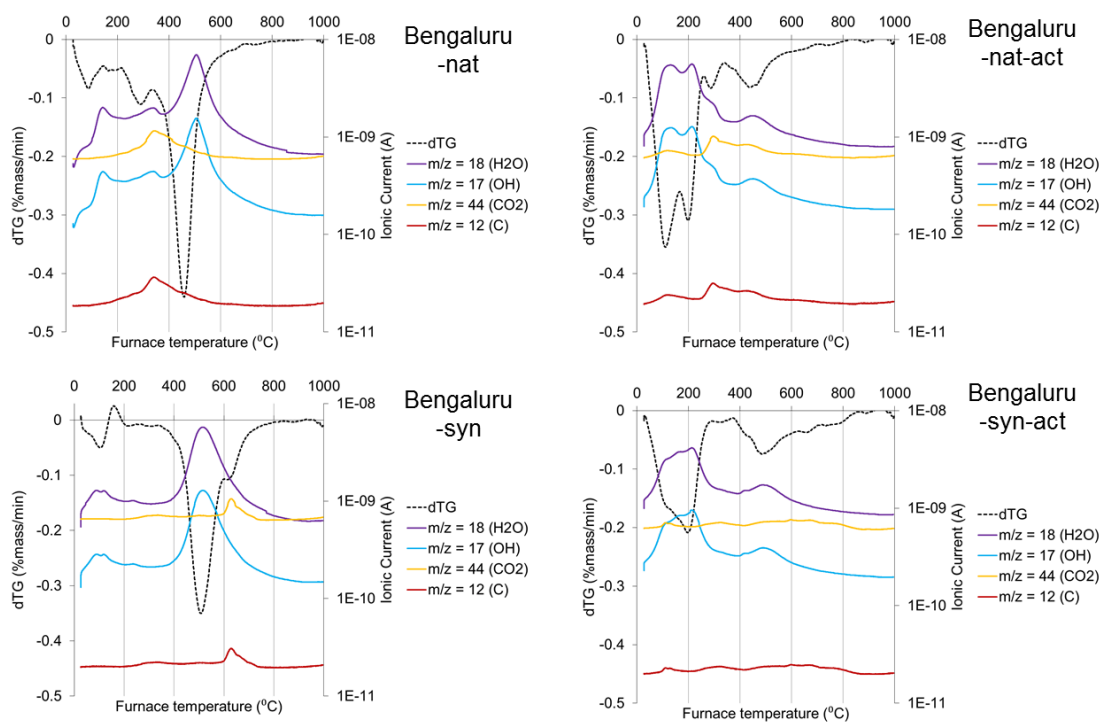 0 200 400 600 800 1000
0
-0.1
-0.2
-0.3
-0.4
-0.5
dTG (%mass/min)
1E-08
1E-09
1E-10
1E-11
Ionic Current (A)
Furnace temperature (⁰C)
Bengaluru
-nat
dTG
m/z = 18 (H2O)
m/z = 17 (OH)
m/z = 44 (CO2)
m/z = 12 (C)
0 200 400 600 800 1000
0
-0.1
-0.2
-0.3
-0.4
-0.5
dTG (%mass/min)
1E-08
1E-09
1E-10
1E-11
Ionic Current (A)
Furnace temperature (⁰C)
Bengaluru
-nat-act
dTG
m/z = 18 (H2O)
m/z = 17 (OH)
m/z = 44 (CO2)
m/z = 12 (C)
0 200 400 600 800 1000
0
-0.1
-0.2
-0.3
-0.4
-0.5
dTG (%mass/min)
1E-08
1E-09
1E-10
1E-11
Ionic Current (A)
Furnace temperature (⁰C)
Bengaluru
-syn
dTG
m/z = 18 (H2O)
m/z = 17 (OH)
m/z = 44 (CO2)
m/z = 12 (C)
0 200 400 600 800 1000
0
-0.1
-0.2
-0.3
-0.4
-0.5
dTG (%mass/min)
1E-08
1E-09
1E-10
1E-11
Ionic Current (A)
Furnace temperature (⁰C)
Bengaluru
-syn-act
dTG
m/z = 18 (H2O)
m/z = 17 (OH)
m/z = 44 (CO2)
m/z = 12 (C)